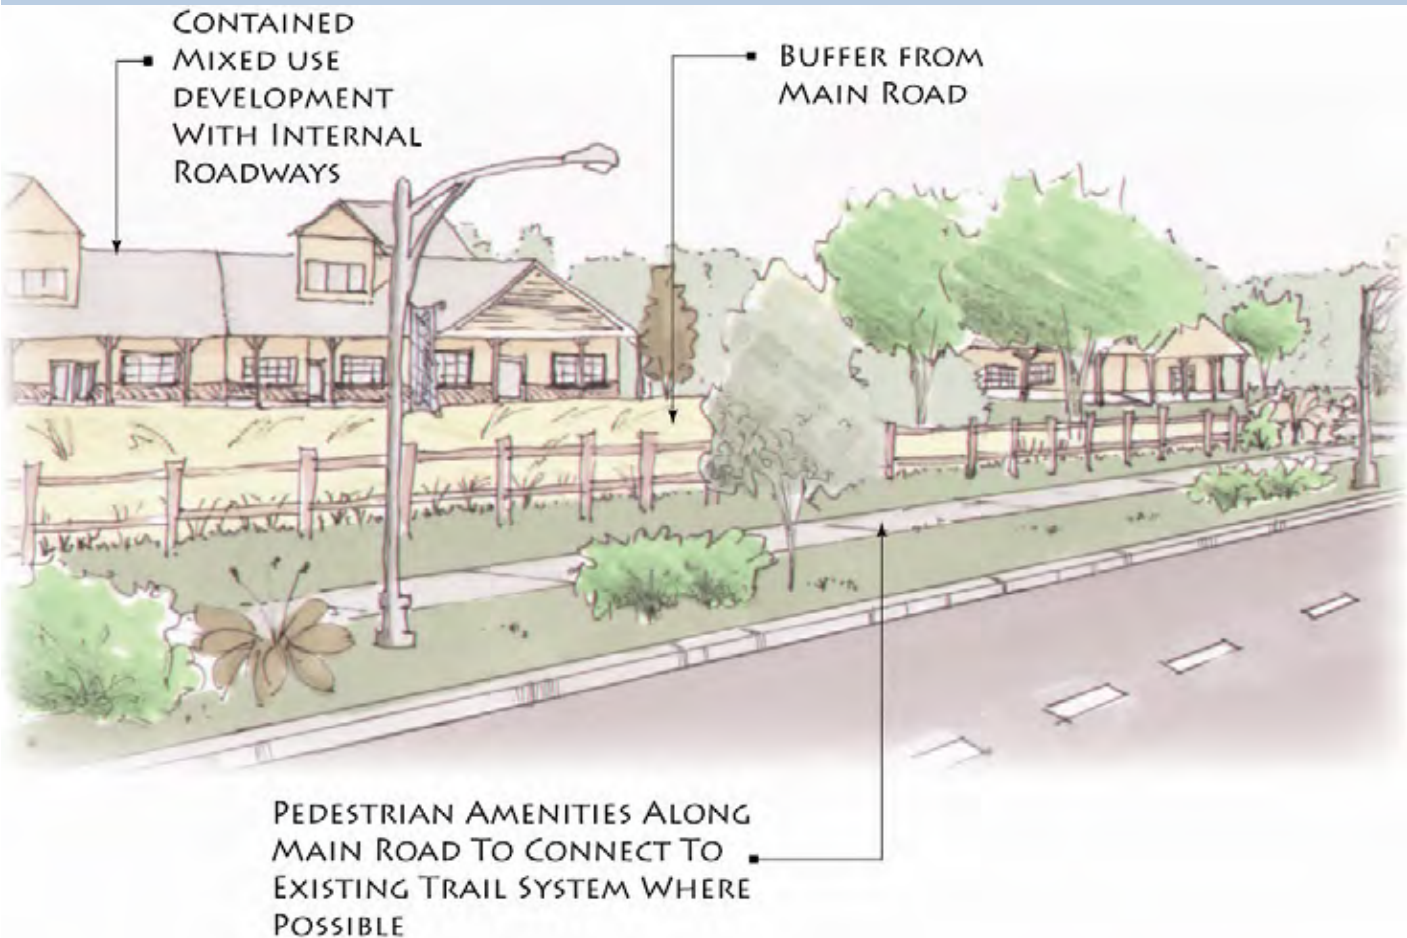 CONTAINED
MIXED USE
DEVELOPMENT
WITH INTERNAL
ROADWAYS
BUFFER FROM
MAIN ROAD
PEDESTRIAN AMENITIES ALONG
MAIN ROAD TO CONNECT TO
EXISTING TRAIL SYSTEM WHERE
POSSIBLE